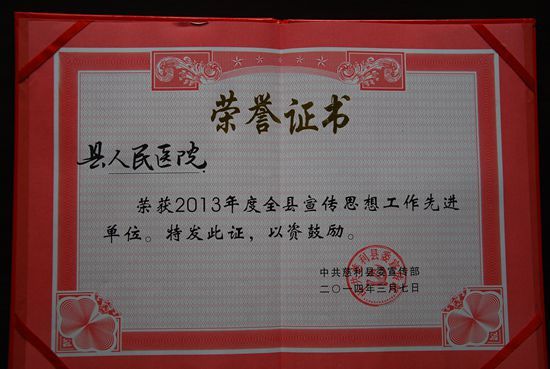 荣誉证书
县人民医院
荣获2013年度全县宣传思想工作先进
单位。特发此证，以资鼓励。
中共慈利县委宣传部
二〇一四年三月七日